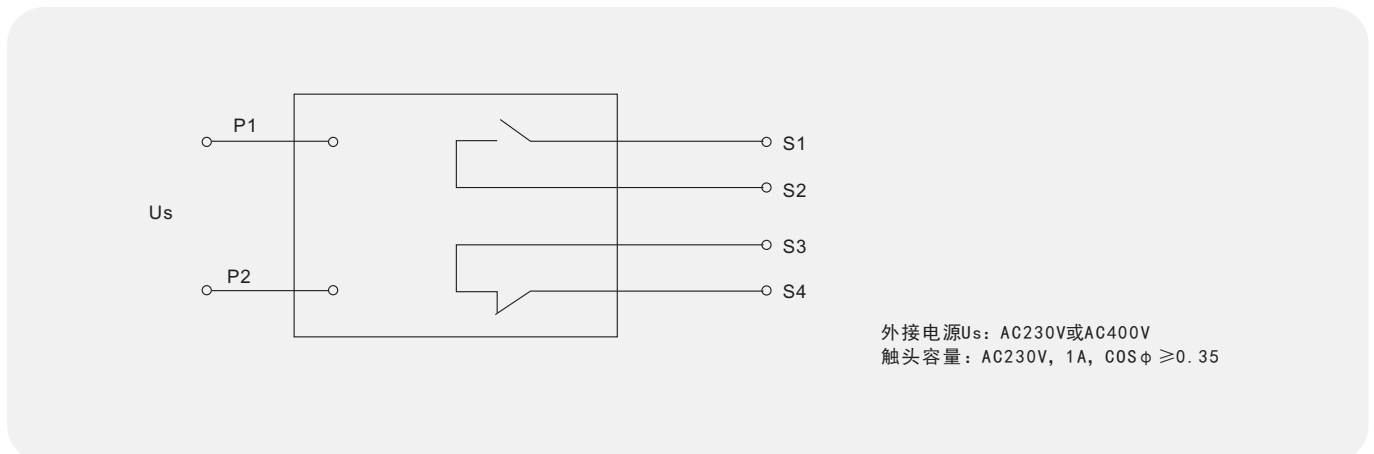 P1
S1
S2
Us
S3
P2
S4
外接电源Us: AC230V或AC400V
触头容量: AC230V, 1A, COSφ≥0.35